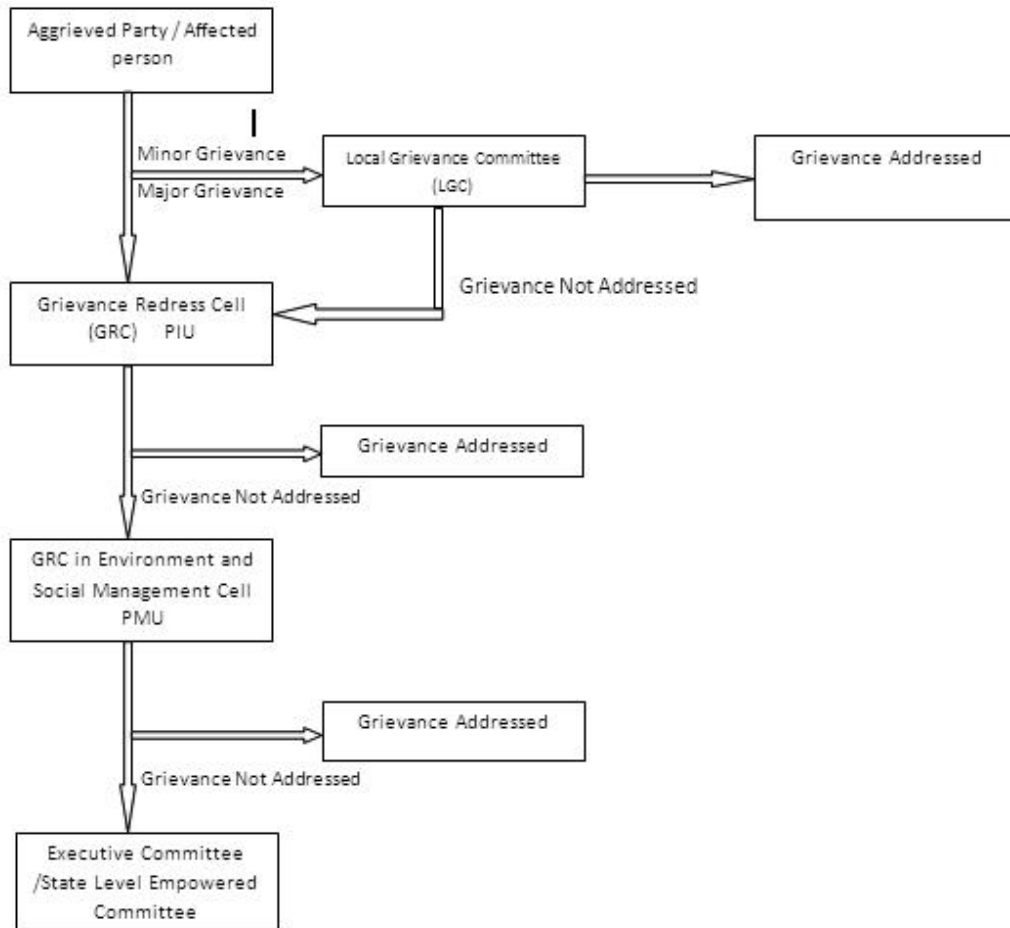 Aggrieved Party / Affected
person
Minor Grievance
Major Grievance
Local Grievance Committee
(LGC)
Grievance Addressed
Grievance Not Addressed
Grievance Redress Cell
(GRC) PIU
Grievance Addressed
Grievance Not Addressed
GRC in Environment and
Social Management Cell
PMU
Grievance Addressed
Grievance Not Addressed
Executive Committee
/State Level Empowered
Committee